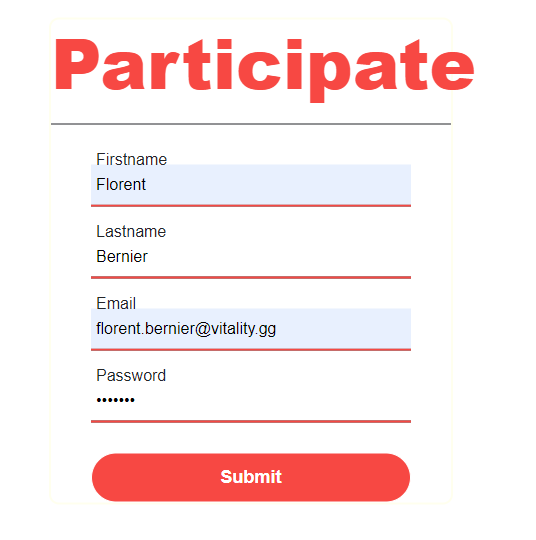 Participate
Firstname
Florent
Lastname
Bernier
Email
florent.bernier@vitality.gg
Password
•••••••
Submit